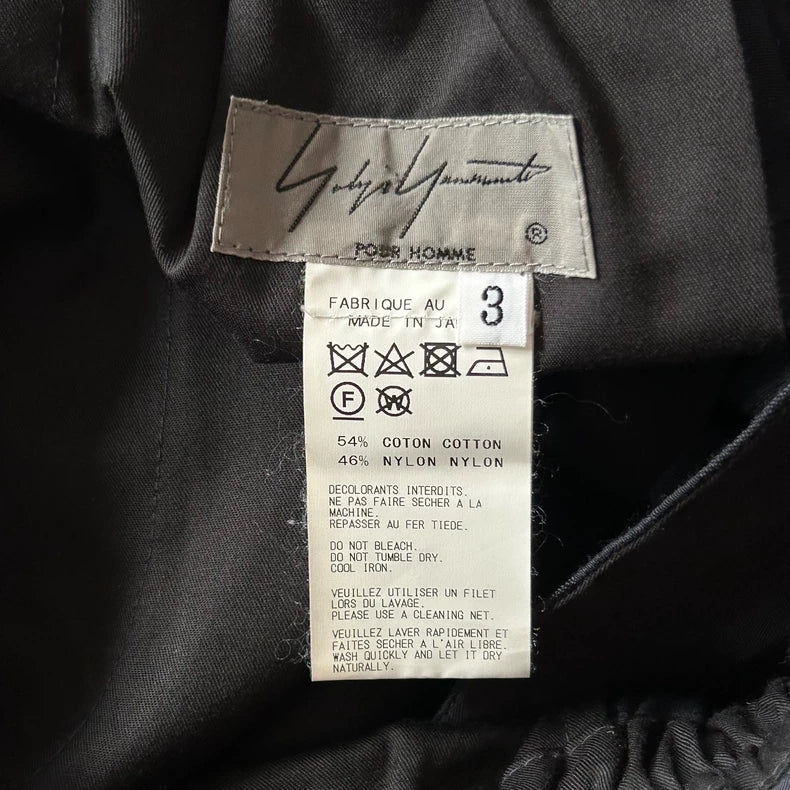 Yohji Yamamoto
®
POUR HOMME
3
FABRIQUE AU
MADE IN JA
F
W
54% COTON COTTON
46% NYLON NYLON
DECOLORANTS INTERDITS.
NE PAS FAIRE SECHER A LA
MACHINE.
REPASSER AU FER TIEDE.
DO NOT BLEACH.
DO NOT TUMBLE DRY.
COOL IRON.
VEUILLEZ UTILISER UN FILET
LORS DU LAVAGE.
PLEASE USE A CLEANING NET.
VEUILLEZ LAVER RAPIDEMENT ET
FAITES SECHER A L'AIR LIBRE.
WASH QUICKLY AND LET IT DRY
NATURALLY.